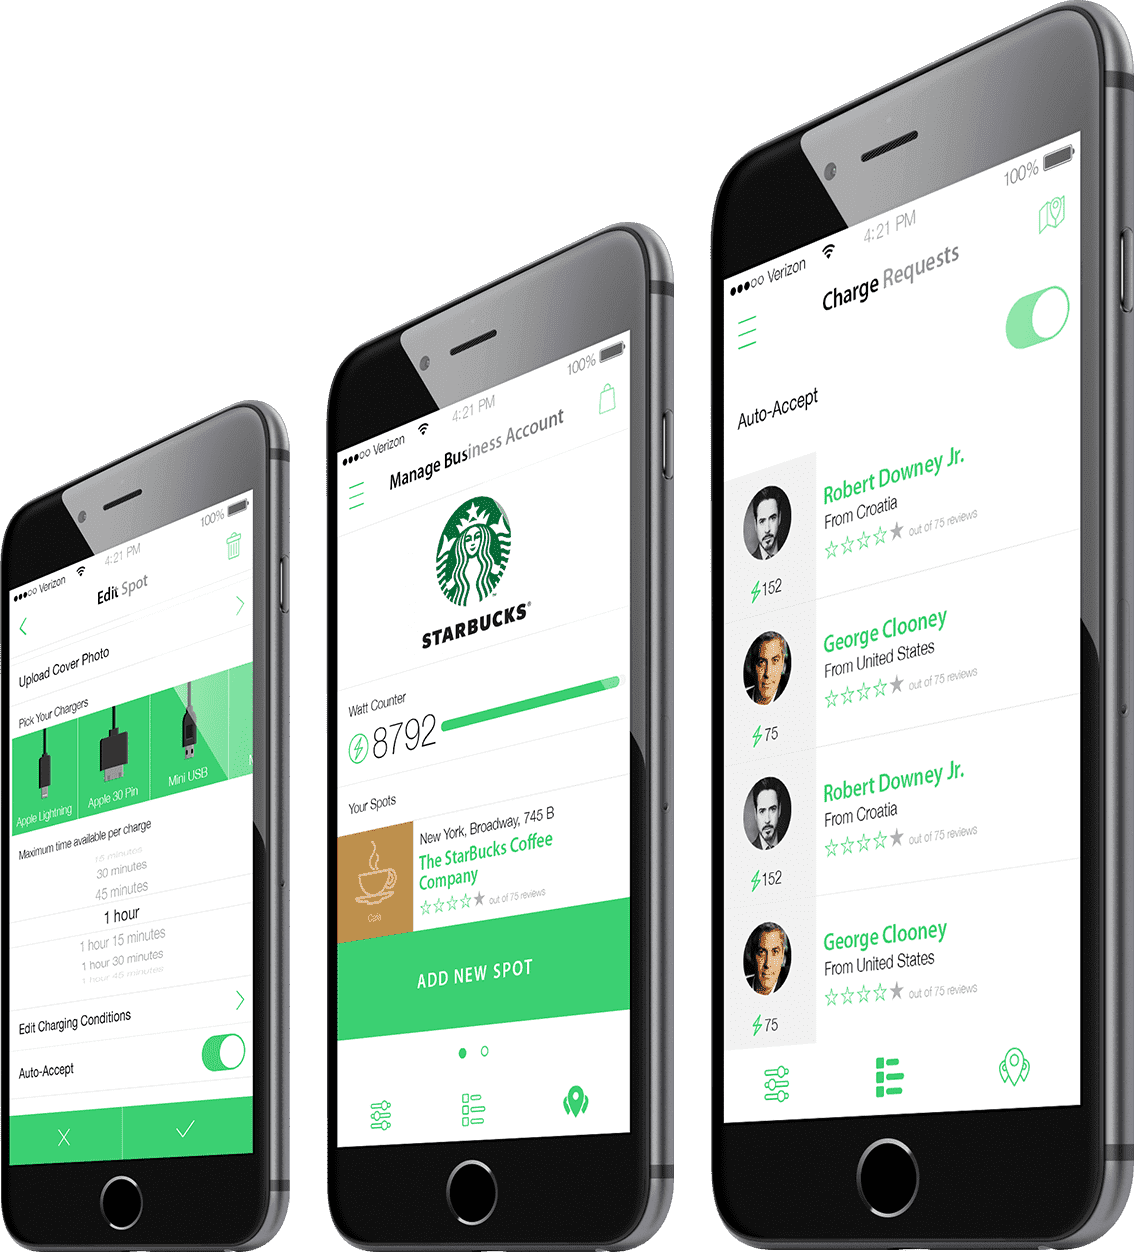 Verizon
4:21 PM
100%
Edit Spot
Upload Cover Photo
Pick Your Chargers
Apple Lightning
Apple 30 Pin
Mini USB
Maximum time available per charge
15 minutes
30 minutes
45 minutes
1 hour
1 hour 15 minutes
1 hour 30 minutes
1 hour 45 minutes
Edit Charging Conditions
Auto-Accept
Verizon
4:21 PM
100%
Manage Business Account
STARBUCKS®
Watt Counter
8792
Your Spots
Cafe
New York, Broadway, 745 B
The StarBucks Coffee
Company
out of 75 reviews
ADD NEW SPOT
Verizon
4:21 PM
100%
Charge Requests
Auto-Accept
Robert Downey Jr.
From Croatia
out of 75 reviews
152
George Clooney
From United States
out of 75 reviews
75
Robert Downey Jr.
From Croatia
out of 75 reviews
152
George Clooney
From United States
out of 75 reviews
75